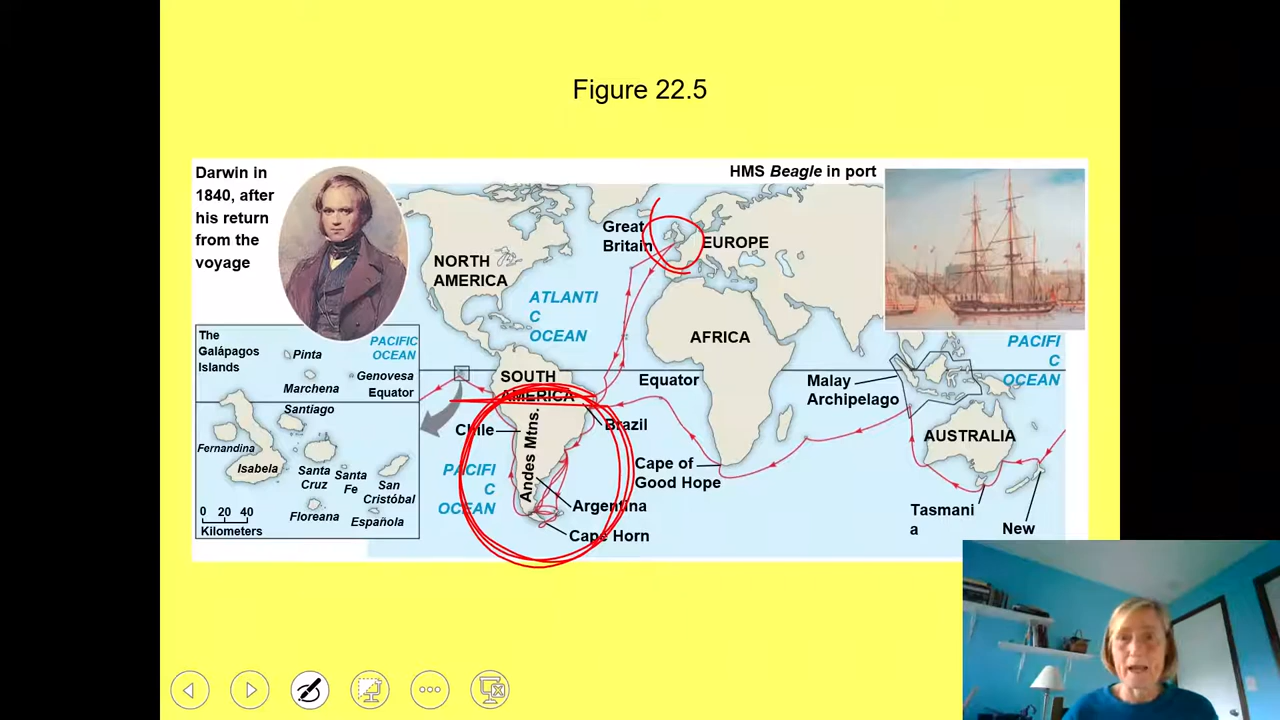 Figure 22.5
Darwin in
1840, after
his return
from the
voyage
HMS Beagle in port
Great
Britain
EUROPE
NORTH
AMERICA
ATLANTI
C
OCEAN
AFRICA
PACIFI
C
OCEAN
The
Galápagos
Islands
PACIFIC
OCEAN
Pinta
Genovesa
Marchena
Equator
Santiago
Fernandina
Isabela
Santa
Cruz
Santa
Fe
San
Cristóbal
Floreana
Española
0 20 40
Kilometers
SOUTH
AMERICA
Equator
Malay
Archipelago
Chile
Brazil
Andes Mtns.
AUSTRALIA
PACIFI
C
OCEAN
Cape of
Good Hope
Argentina
Cape Horn
Tasmani
a
New